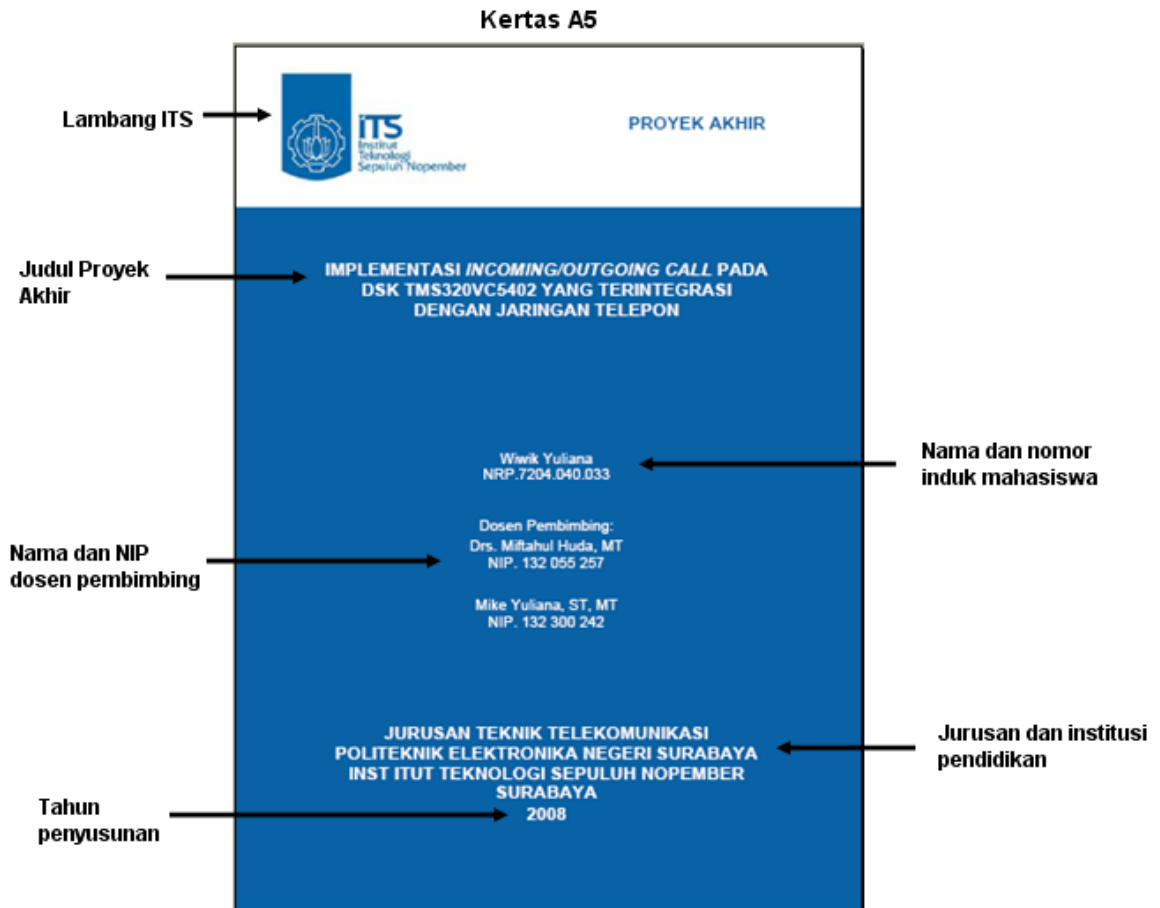 Kertas A5
Lambang ITS
iTS
Institut
Teknologi
Sepuluh Nopember
PROYEK AKHIR
Judul Proyek
Akhir
IMPLEMENTASI INCOMING/OUTGOING CALL PADA
DSK TMS320VC5402 YANG TERINTEGRASI
DENGAN JARINGAN TELEPON
Wiwik Yuliana
NRP.7204.040.033
Nama dan nomor
induk mahasiswa
Nama dan NIP
dosen pembimbing
Dosen Pembimbing:
Drs. Miftahul Huda, MT
NIP. 132 055 257
Mike Yuliana, ST, MT
NIP. 132 300 242
JURUSAN TEKNIK TELEKOMUNIKASI
POLITEKNIK ELEKTRONIKA NEGERI SURABAYA
INST ITUT TEKNOLOGI SEPULUH NOPEMBER
SURABAYA
2008
Jurusan dan institusi
pendidikan
Tahun
penyusunan